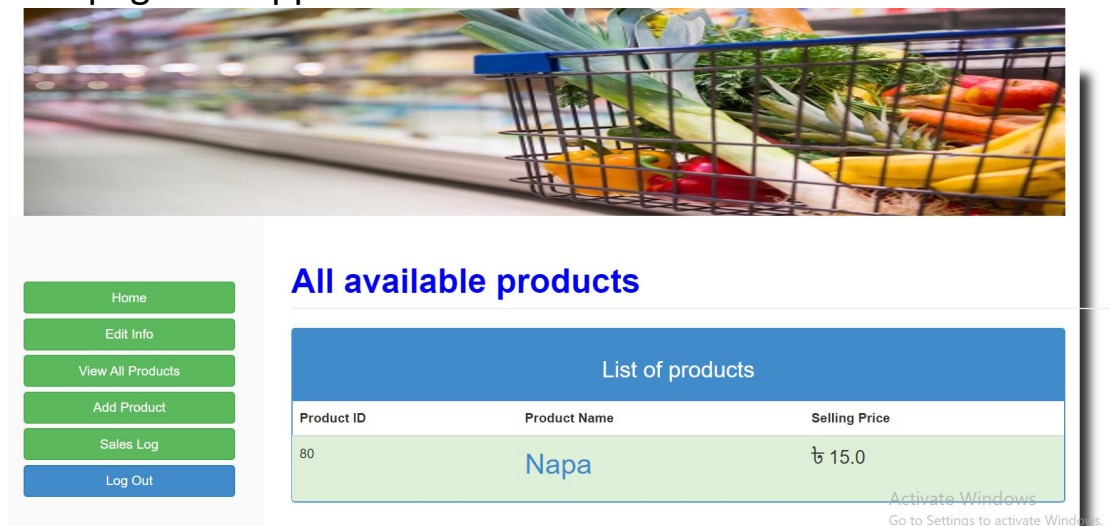 Home
Edit Info
View All Products
Add Product
Sales Log
Log Out
All available products
List of products
Product ID Product Name Selling Price
80 Napa ৳ 15.0
Activate Windows
Go to Settings to activate Windows.